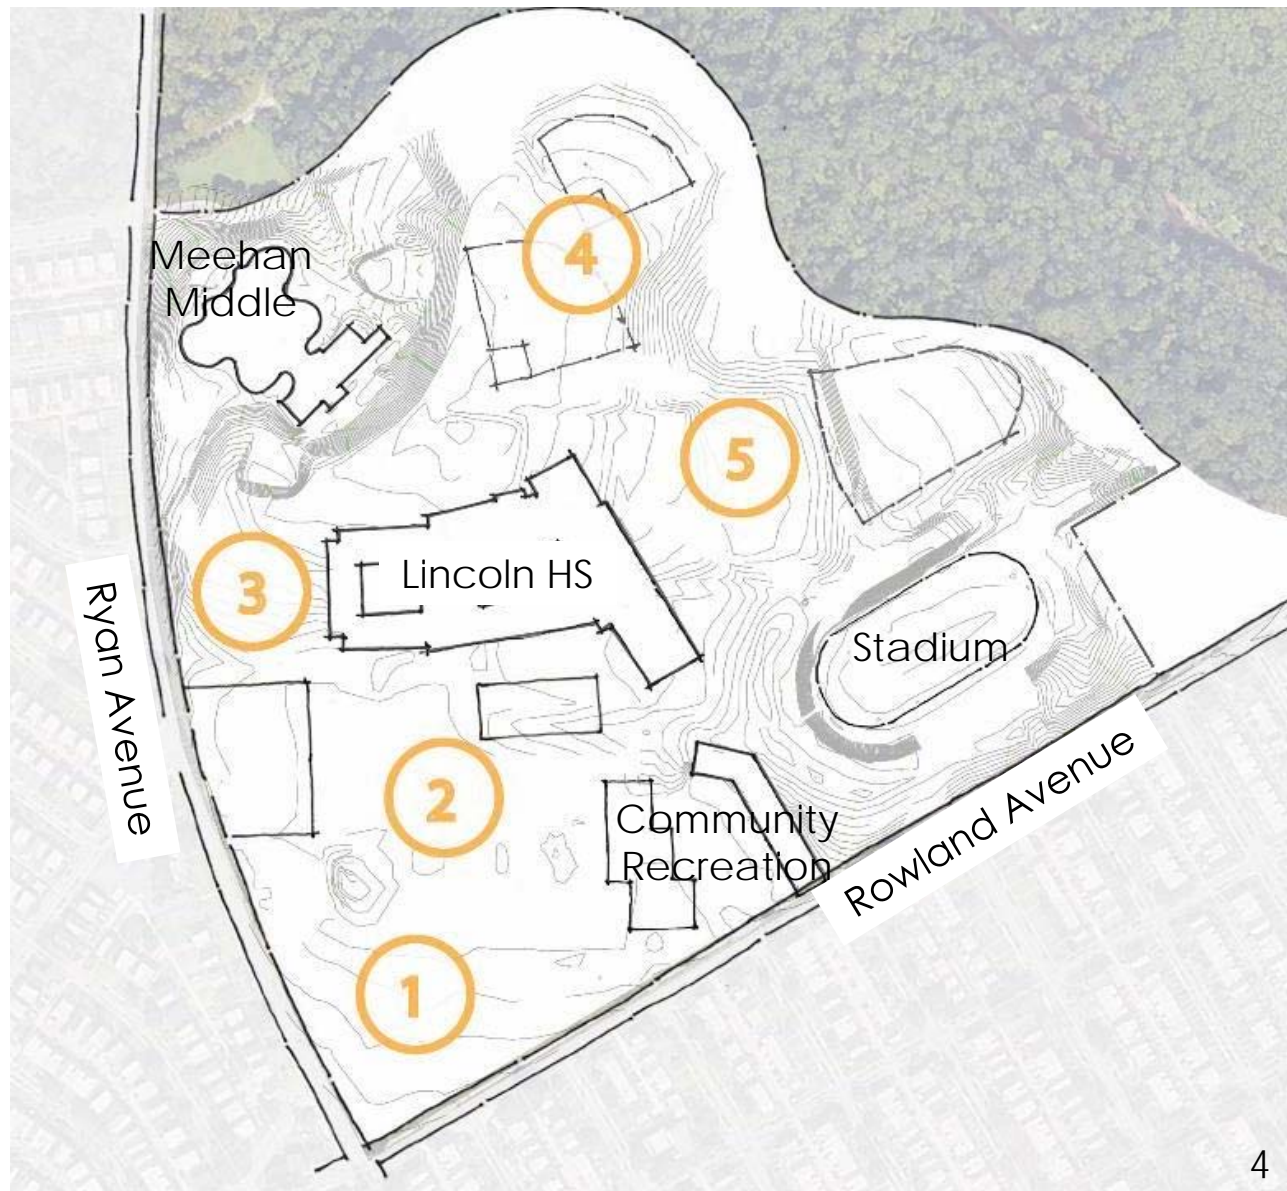 Meehan
Middle
4
5
3
Lincoln HS
Stadium
Ryan Avenue
2
Community
Recreation
Rowland Avenue
1
4